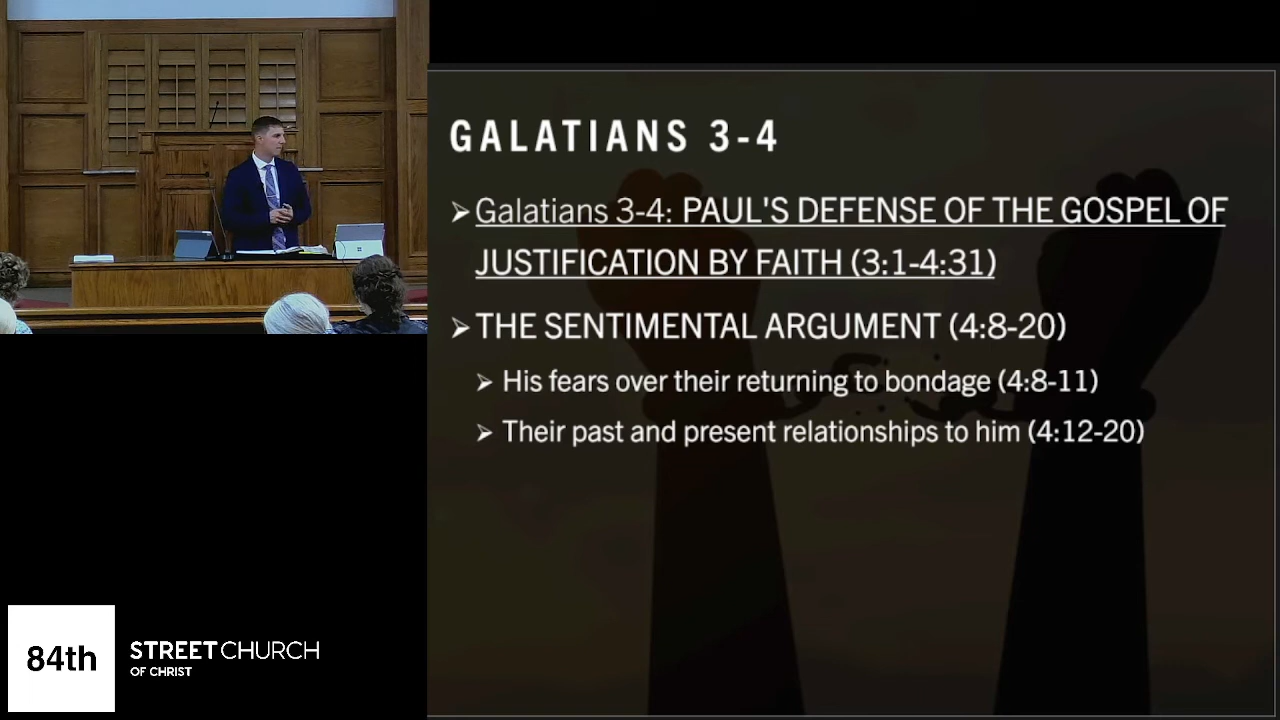 GALATIANS 3-4
➢ Galatians 3-4: PAUL'S DEFENSE OF THE GOSPEL OF
JUSTIFICATION BY FAITH (3:1-4:31)
➢ THE SENTIMENTAL ARGUMENT (4:8-20)
➢ His fears over their returning to bondage (4:8-11)
➢ Their past and present relationships to him (4:12-20)
84th
STREET CHURCH
OF CHRIST